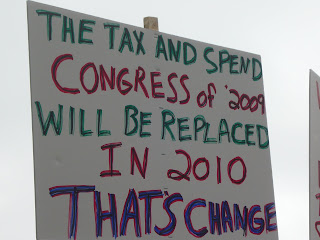 THE TAX AND SPEND
CONGRESS of '2009
WILL BE REPLACED
IN 2010
THAT'S CHANGE